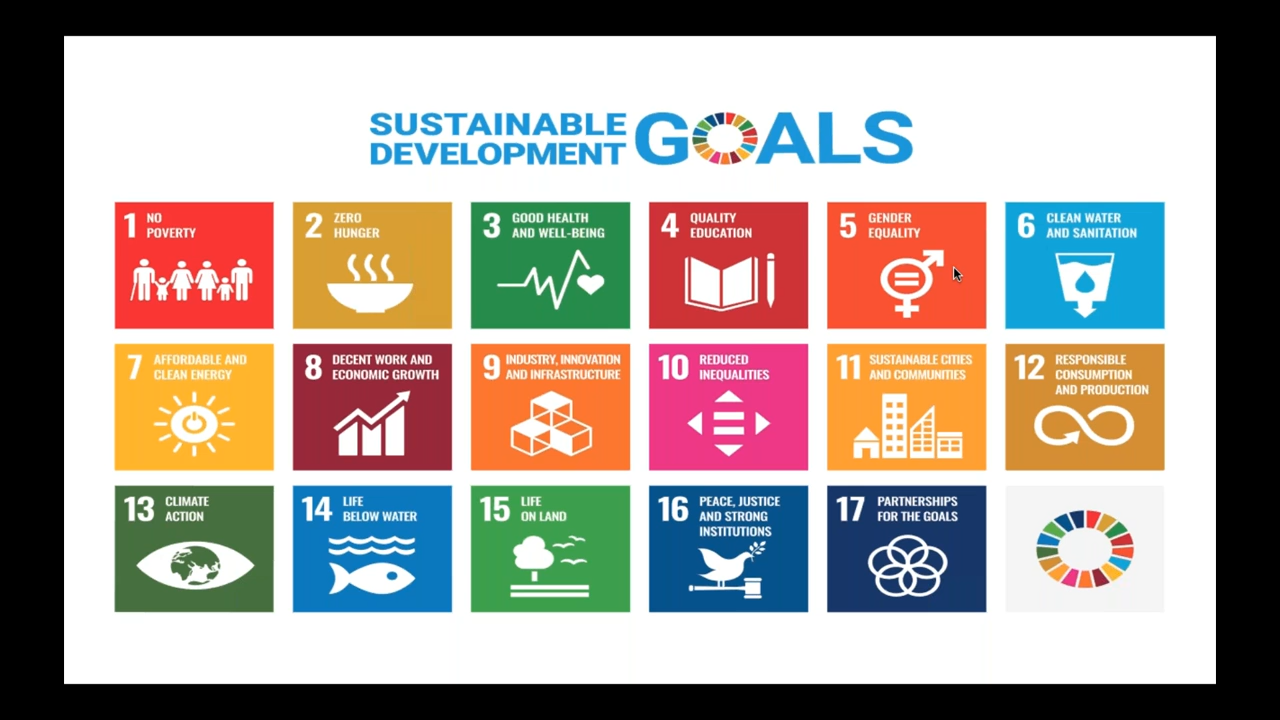 SUSTAINABLE
DEVELOPMENT
GOALS
1 NO
POVERTY
2 ZERO
HUNGER
3 GOOD HEALTH
AND WELL-BEING
4 QUALITY
EDUCATION
5 GENDER
EQUALITY
6 CLEAN WATER
AND SANITATION
7 AFFORDABLE AND
CLEAN ENERGY
8 DECENT WORK AND
ECONOMIC GROWTH
9 INDUSTRY, INNOVATION
AND INFRASTRUCTURE
10 REDUCED
INEQUALITIES
11 SUSTAINABLE CITIES
AND COMMUNITIES
12 RESPONSIBLE
CONSUMPTION
AND PRODUCTION
13 CLIMATE
ACTION
14 LIFE
BELOW WATER
15 LIFE
ON LAND
16 PEACE, JUSTICE
AND STRONG
INSTITUTIONS
17 PARTNERSHIPS
FOR THE GOALS